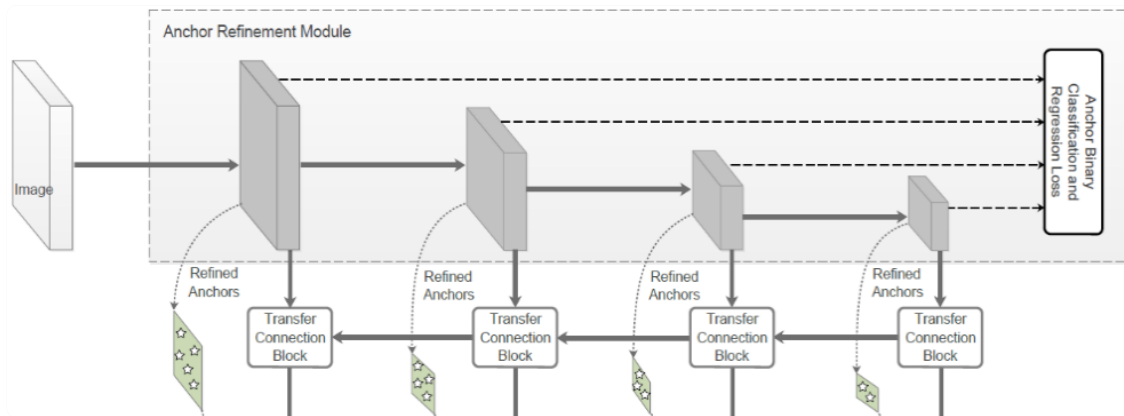 Anchor Refinement Module
Image
Anchor Binary
Classification and
Regression Loss
Refined
Anchors
Refined
Anchors
Refined
Anchors
Refined
Anchors
Transfer
Connection
Block
Transfer
Connection
Block
Transfer
Connection
Block
Transfer
Connection
Block